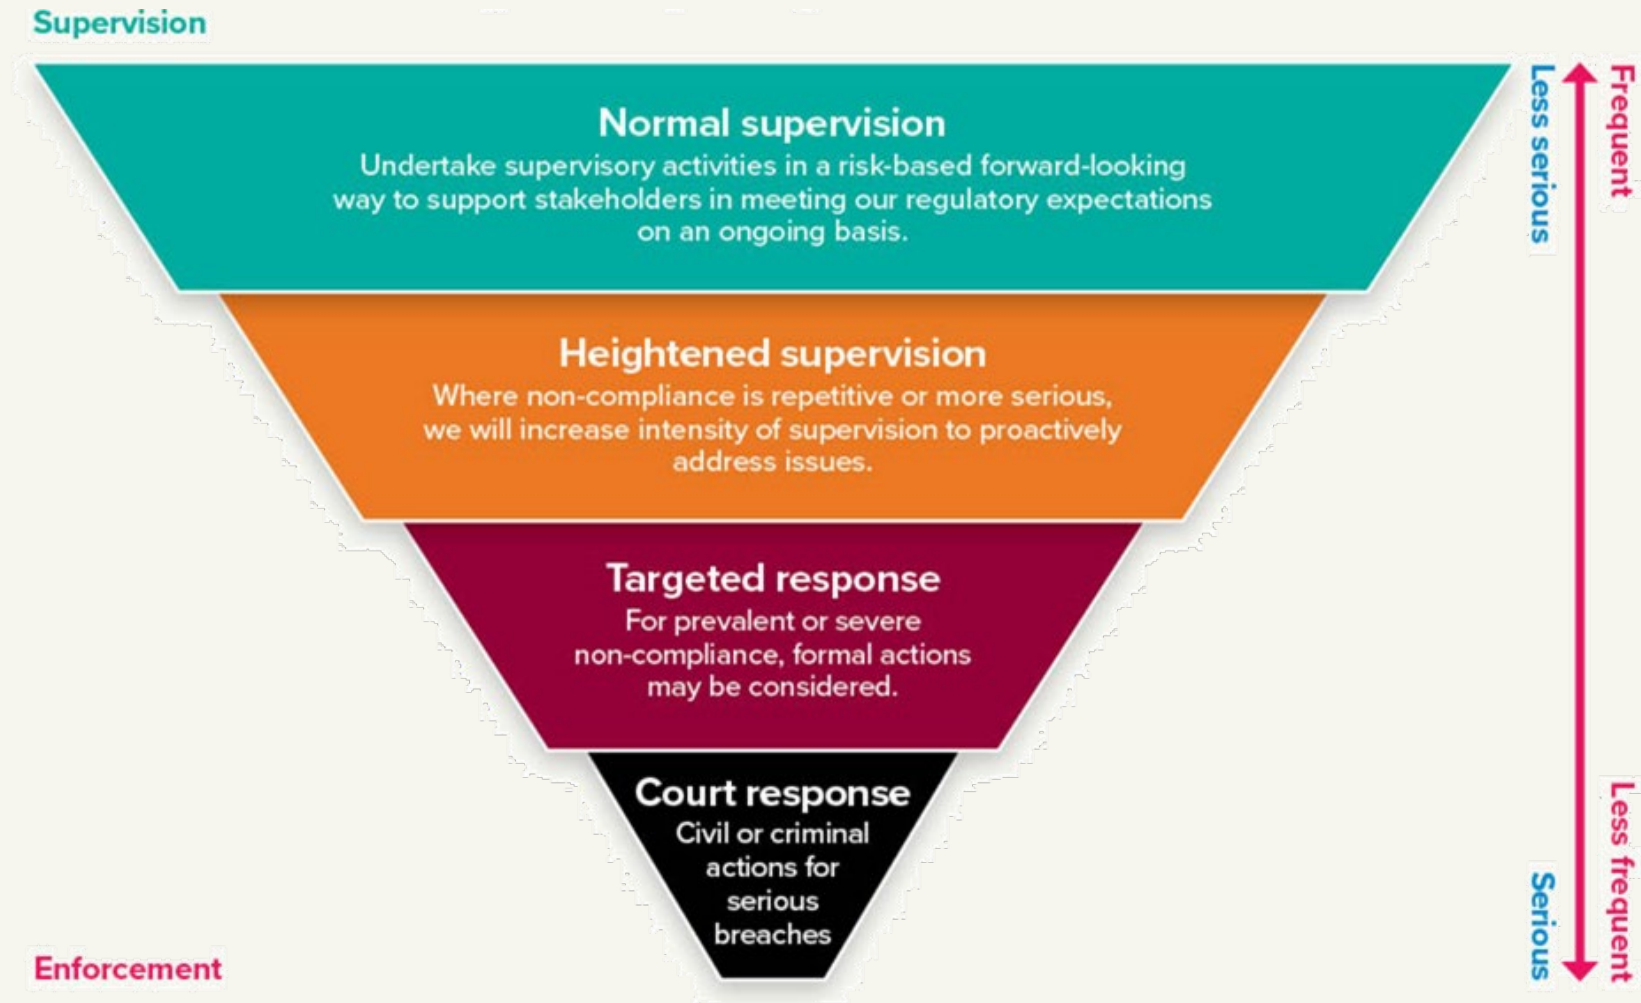 Supervision
Normal supervision
Undertake supervisory activities in a risk-based forward-looking
way to support stakeholders in meeting our regulatory expectations
on an ongoing basis.
Heightened supervision
Where non-compliance is repetitive or more serious,
we will increase intensity of supervision to proactively
address issues.
Targeted response
For prevalent or severe
non-compliance, formal actions
may be considered.
Court response
Civil or criminal
actions for
serious
breaches
Enforcement
Less serious
Serious
Frequent
Less frequent